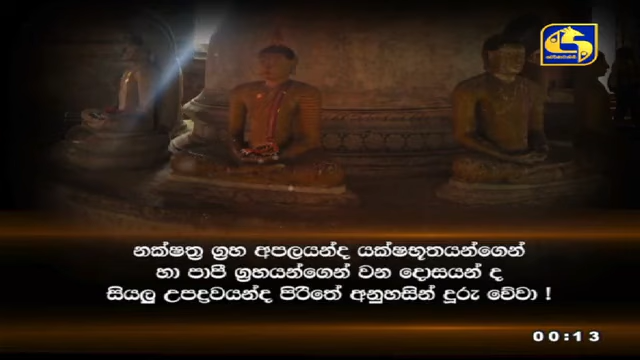 නක්ෂත්‍ර ග්‍රහ අපලයන්ද යක්ෂභූතයන්ගෙන්
හා පාපී ග්‍රහයන්ගෙන් වන දොසයන් ද
සියලු උපද්‍රවයන්ද පිරිතේ අනුහසින් දූරු වේවා !
00:13